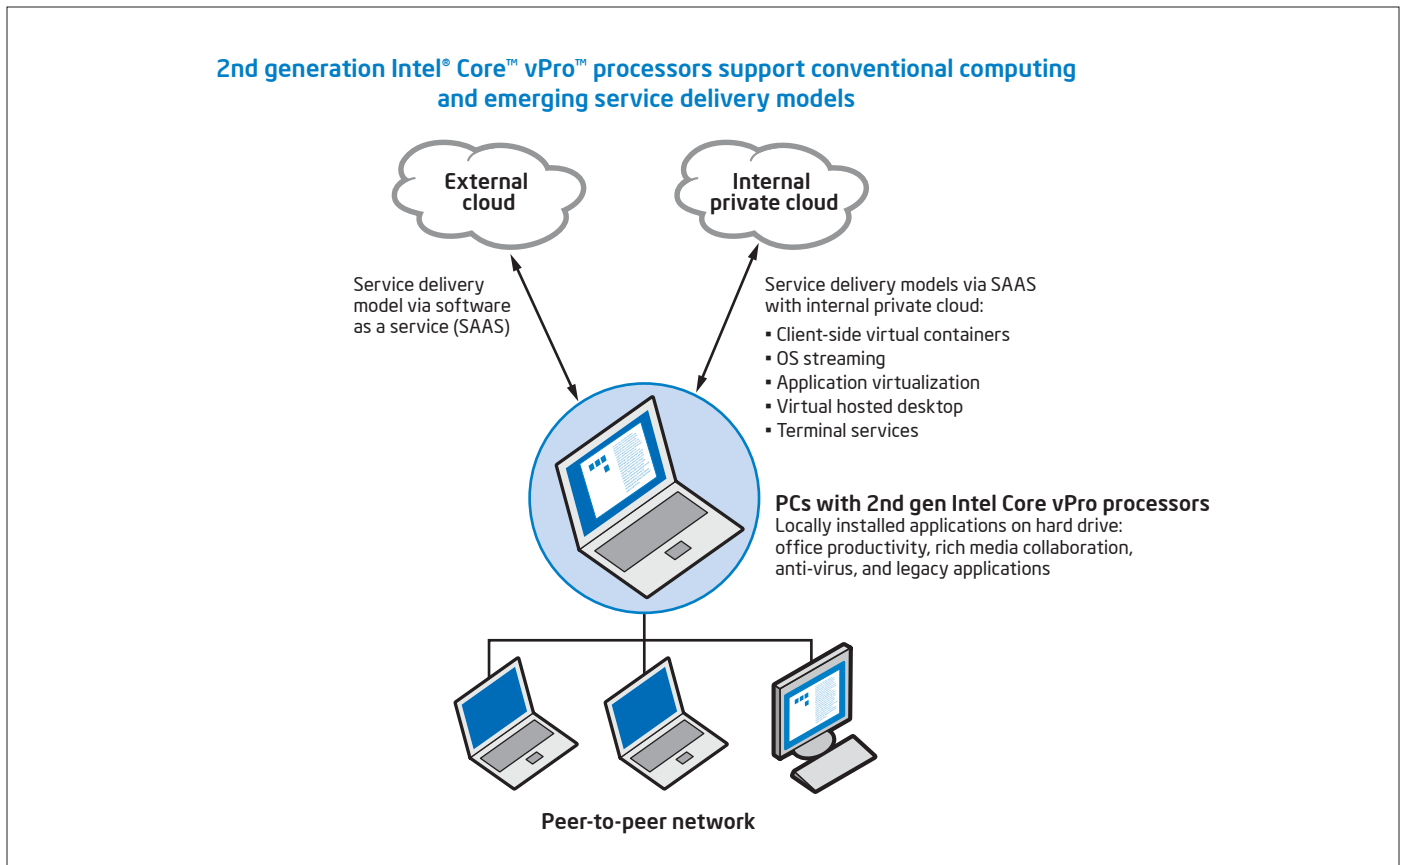 2nd generation Intel® Core™ vPro™ processors support conventional computing
and emerging service delivery models
External
cloud
Internal
private cloud
Service delivery
model via software
as a service (SAAS)
Service delivery models via SAAS
with internal private cloud:
▪ Client-side virtual containers
▪ OS streaming
▪ Application virtualization
▪ Virtual hosted desktop
▪ Terminal services
PCs with 2nd gen Intel Core vPro processors
Locally installed applications on hard drive:
office productivity, rich media collaboration,
anti-virus, and legacy applications
Peer-to-peer network